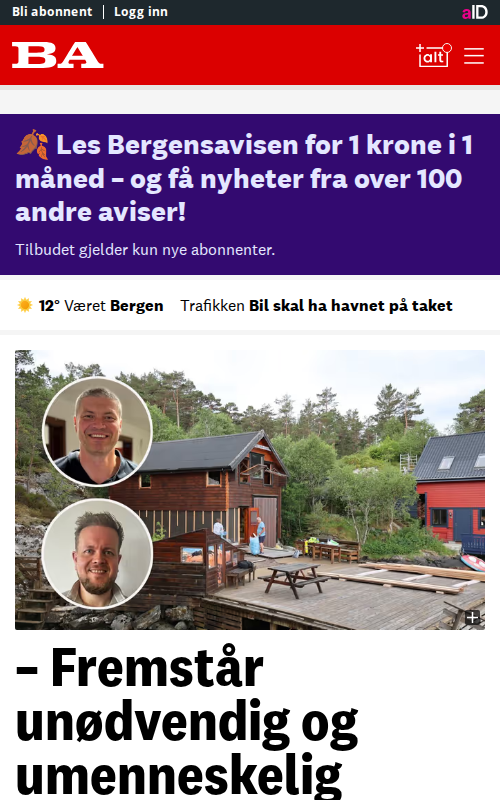 Bli abonnent | Logg inn
aID
BA
+alt
Les Bergensavisen for 1 krone i 1
måned – og få nyheter fra over 100
andre aviser!
Tilbudet gjelder kun nye abonnenter.
12° Været Bergen Trafikken Bil skal ha havnet på taket
– Fremstår
unødvendig og
umenneskelig